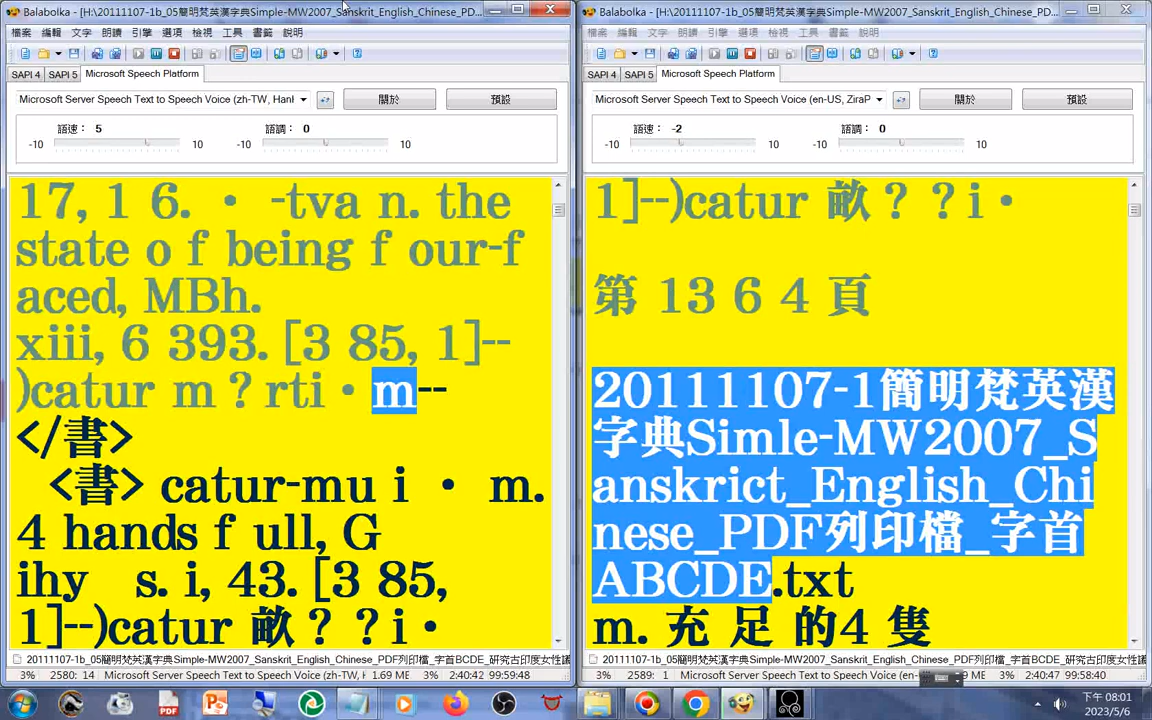 Balabolka - [H:\20111107-1b_05簡明梵英漢字典Simple-MW2007_Sanskrit_English_Chinese_PD...
檔案 編輯 文字 朗讀 引擎 選項 檢視 工具 書籤 說明
SAPI 4 SAPI 5 Microsoft Speech Platform
Microsoft Server Speech Text to Speech Voice (zh-TW, Hanl
關於
預設
語速: 5
語調: 0
-10 10 -10 10
17, 1 6. • -tva n. the
state o f being f our-f
aced, MBh.
xiii, 6 393. [3 85, 1]--
)catur m ? rti • m--
</書>
<書> catur-mu i • m.
4 hands f ull, G
ihy s. i, 43. [3 85,
1]--)catur 畝 ? ? i •
20111107-1b_05簡明梵英漢字典Simple-MW2007_Sanskrit_English_Chinese_PDF列印檔_字首BCDE_研究古印度女性議
3% 2580: 14 Microsoft Server Speech Text to Speech Voice (zh-TW, H 1.69 ME 3% 2:40:42 99:59:48
Balabolka - [H:\20111107-1b_05簡明梵英漢字典Simple-MW2007_Sanskrit_English_Chinese_PD...
檔案 編輯 文字 朗讀 引擎 選項 檢視 工具 書籤 說明
SAPI 4 SAPI 5 Microsoft Speech Platform
Microsoft Server Speech Text to Speech Voice (en-US, ZiraP
關於
預設
語速: -2
語調: 0
-10 10 -10 10
1]--)catur 畝 ? ? i •
第 13 6 4 頁
20111107-1簡明梵英漢
字典Simle-MW2007_S
anskrict_English_Chi
nese_PDF列印檔_字首
ABCDE.txt
m. 充 足 的4 隻
20111107-1b_05簡明梵英漢字典Simple-MW2007_Sanskrit_English_Chinese_PDF列印檔_字首BCDE_研究古印度女性議
3% 2589: 1 Microsoft Server Speech Text to Speech Voice (en 3% 2:40:42 99:58:40
下午 08:01
2023/5/6